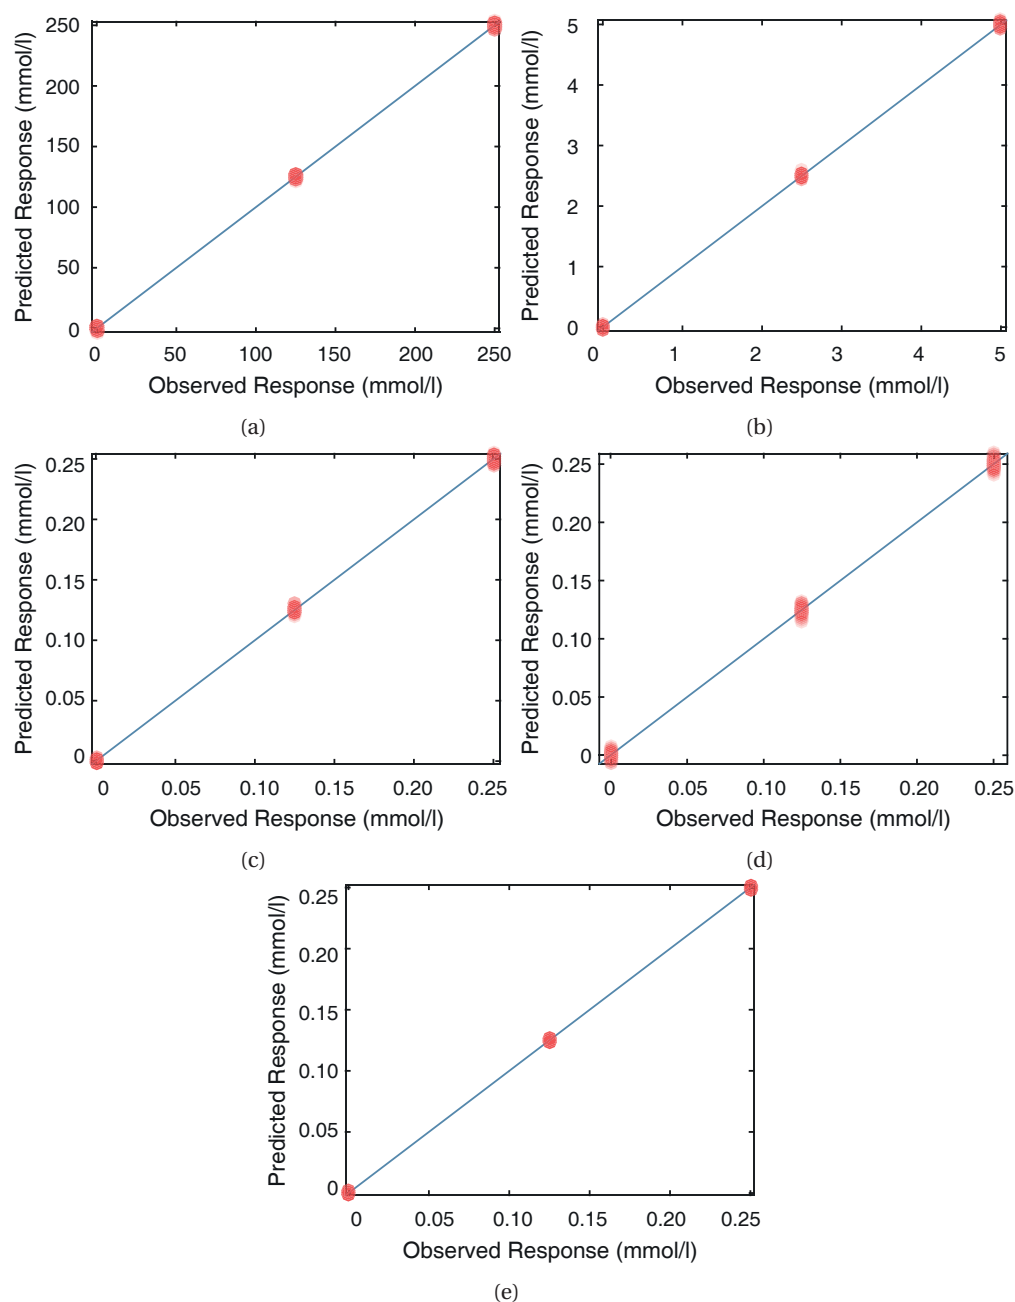 250
200
150
100
50
0
Predicted Response (mmol/l)
0 50 100 150 200 250
Observed Response (mmol/l)
(a)
5
4
3
2
1
0
Predicted Response (mmol/l)
0 1 2 3 4 5
Observed Response (mmol/l)
(b)
0.25
0.20
0.15
0.10
0.05
0
Predicted Response (mmol/l)
0 0.05 0.10 0.15 0.20 0.25
Observed Response (mmol/l)
(c)
0.25
0.20
0.15
0.10
0.05
0
Predicted Response (mmol/l)
0 0.05 0.10 0.15 0.20 0.25
Observed Response (mmol/l)
(d)
0.25
0.20
0.15
0.10
0.05
0
Predicted Response (mmol/l)
0 0.05 0.10 0.15 0.20 0.25
Observed Response (mmol/l)
(e)